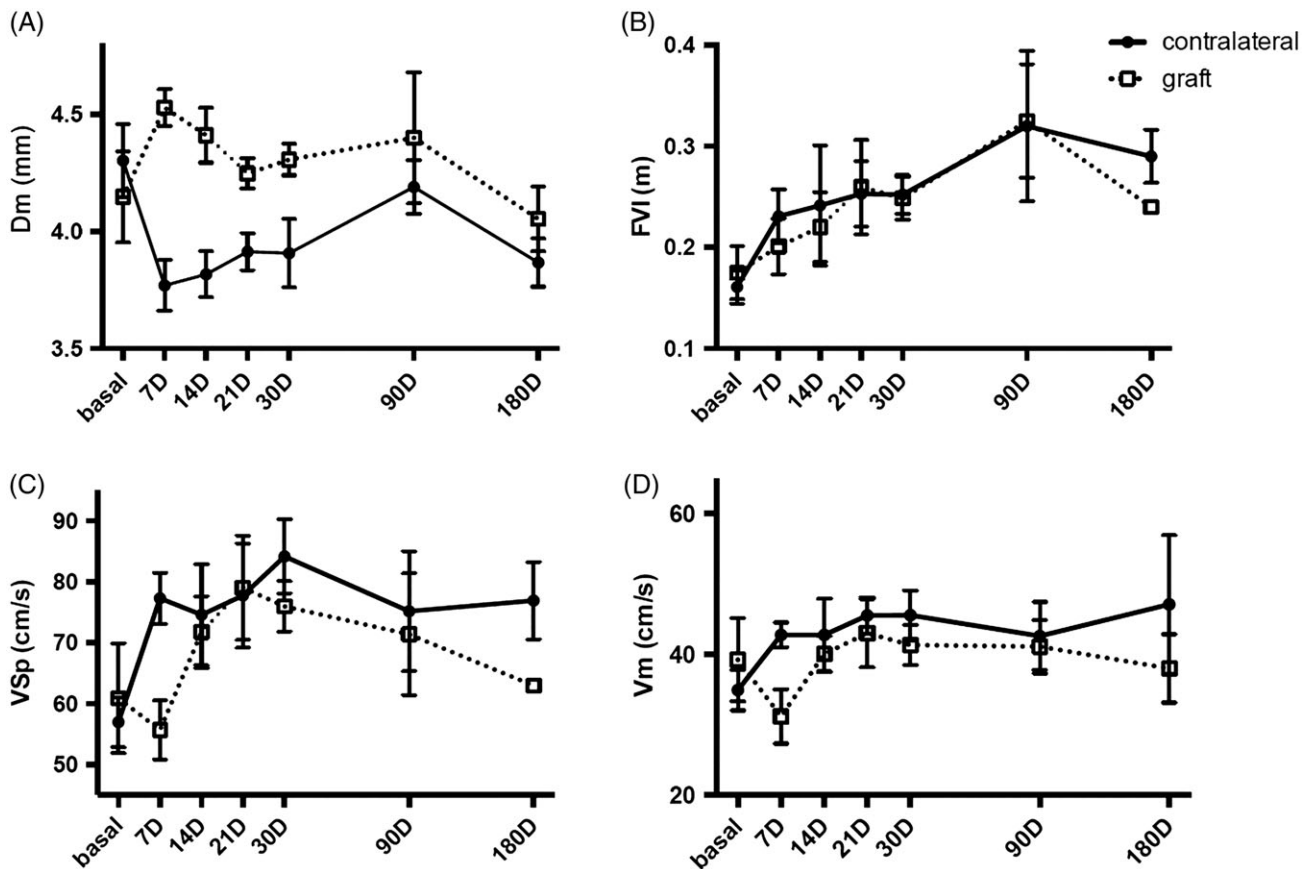 (A)
Dm (mm)
4.5
4.0
3.5
basal
7D
14D
21D
30D
90D
180D
(B)
FVI (m)
0.4
0.3
0.2
0.1
basal
7D
14D
21D
30D
90D
180D
contralateral
graft
(C)
VSp (cm/s)
90
80
70
60
50
basal
7D
14D
21D
30D
90D
180D
(D)
Vm (cm/s)
60
40
20
basal
7D
14D
21D
30D
90D
180D